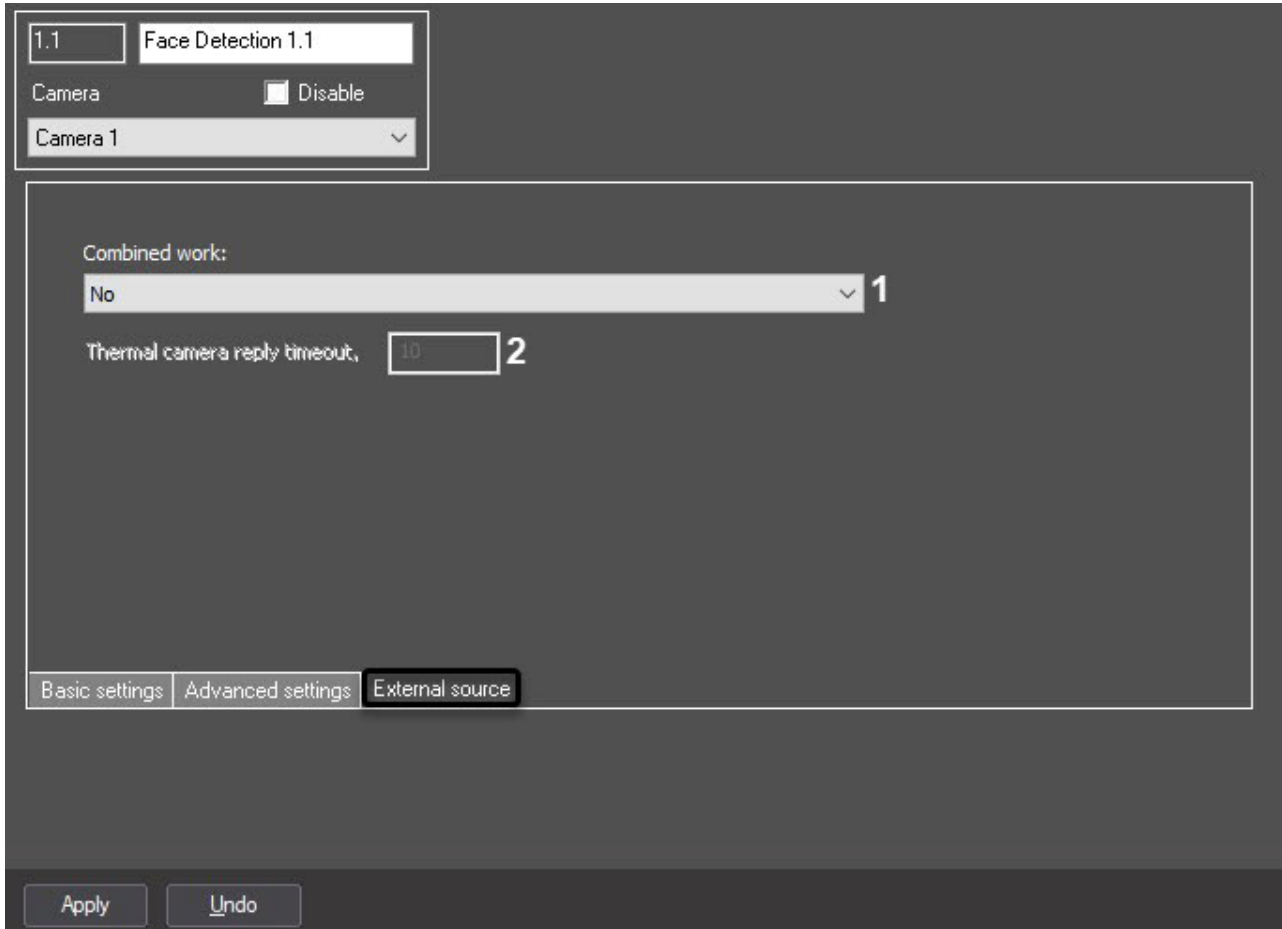 1.1 Face Detection 1.1
Camera Disable
Camera 1
Combined work:
No 1
Thermal camera reply timeout, 10 2
Basic settings Advanced settings External source
Apply Undo